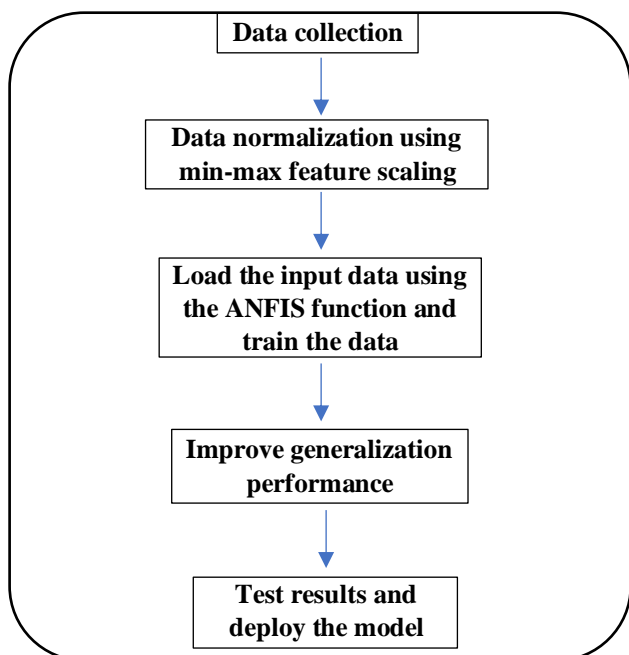 Data collection
Data normalization using
min-max feature scaling
Load the input data using
the ANFIS function and
train the data
Improve generalization
performance
Test results and
deploy the model